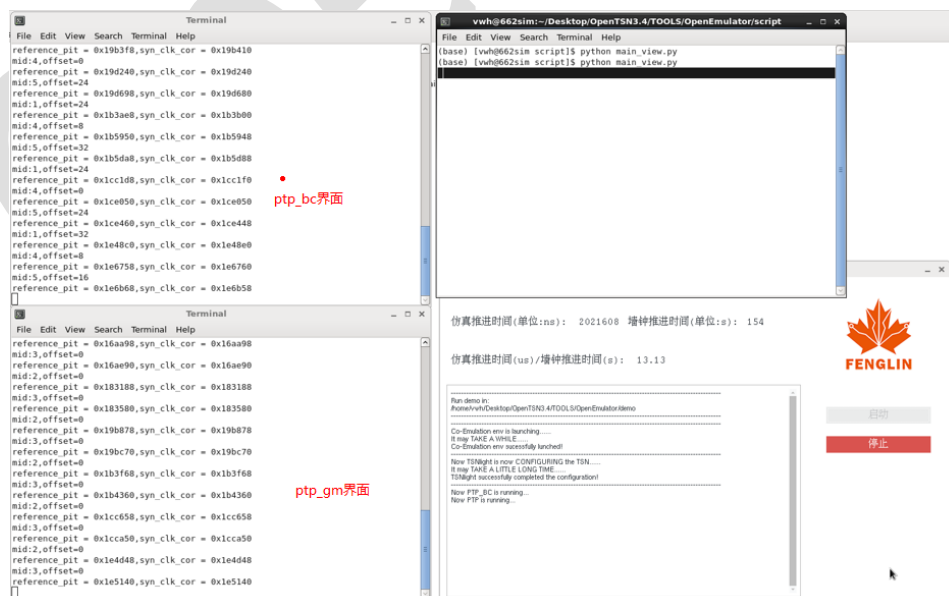 Terminal
File Edit View Search Terminal Help
reference_pit = 0x19b3f8,syn_clk_cor = 0x19b410
mid:4,offset=0
reference_pit = 0x19d240,syn_clk_cor = 0x19d240
mid:5,offset=24
reference_pit = 0x19d698,syn_clk_cor = 0x19d680
mid:1,offset=24
reference_pit = 0x1b3ae8,syn_clk_cor = 0x1b3b00
mid:4,offset=8
reference_pit = 0x1b5950,syn_clk_cor = 0x1b5948
mid:5,offset=32
reference_pit = 0x1b5da8,syn_clk_cor = 0x1b5d88
mid:1,offset=24
reference_pit = 0x1cc1d8,syn_clk_cor = 0x1cc1f0
mid:4,offset=0
reference_pit = 0x1ce050,syn_clk_cor = 0x1ce050
mid:5,offset=24
reference_pit = 0x1ce460,syn_clk_cor = 0x1ce448
mid:1,offset=32
reference_pit = 0x1e48c0,syn_clk_cor = 0x1e48e0
mid:4,offset=8
reference_pit = 0x1e6758,syn_clk_cor = 0x1e6760
mid:5,offset=16
reference_pit = 0x1e6b68,syn_clk_cor = 0x1e6b58
ptp_bc界面
vwh@662sim:~/Desktop/OpenTSN3.4/TOOLS/OpenEmulator/script
File Edit View Search Terminal Help
(base) [vwh@662sim script]$ python main_view.py
(base) [vwh@662sim script]$ python main_view.py
Terminal
File Edit View Search Terminal Help
reference_pit = 0x16aa98,syn_clk_cor = 0x16aa98
mid:3,offset=0
reference_pit = 0x16ae90,syn_clk_cor = 0x16ae90
mid:2,offset=0
reference_pit = 0x183188,syn_clk_cor = 0x183188
mid:3,offset=0
reference_pit = 0x183580,syn_clk_cor = 0x183580
mid:2,offset=0
reference_pit = 0x19b878,syn_clk_cor = 0x19b878
mid:3,offset=0
reference_pit = 0x19bc70,syn_clk_cor = 0x19bc70
mid:2,offset=0
reference_pit = 0x1b3f68,syn_clk_cor = 0x1b3f68
mid:3,offset=0
reference_pit = 0x1b4360,syn_clk_cor = 0x1b4360
mid:2,offset=0
reference_pit = 0x1cc658,syn_clk_cor = 0x1cc658
mid:3,offset=0
reference_pit = 0x1cca50,syn_clk_cor = 0x1cca50
mid:2,offset=0
reference_pit = 0x1e4d48,syn_clk_cor = 0x1e4d48
mid:3,offset=0
reference_pit = 0x1e5140,syn_clk_cor = 0x1e5140
ptp_gm界面
仿真推进时间(单位:ns): 2021608 墙钟推进时间(单位:s): 154
仿真推进时间(us)/墙钟推进时间(s): 13.13
Run demo in:
/home/vwh/Desktop/OpenTSN3.4/TOOLS/OpenEmulator/demo
Co-Emulation env is launching......
It may TAKE A WHILE......
Co-Emulation env sucessfully lunched!
Now TSNlight is now CONFIGURING the TSN......
It may TAKE A LITTLE LONG TIME......
TSNlight successfully completed the configuration!
Now PTP_BC is running...
Now PTP is running...
FENGLIN
启动
停止